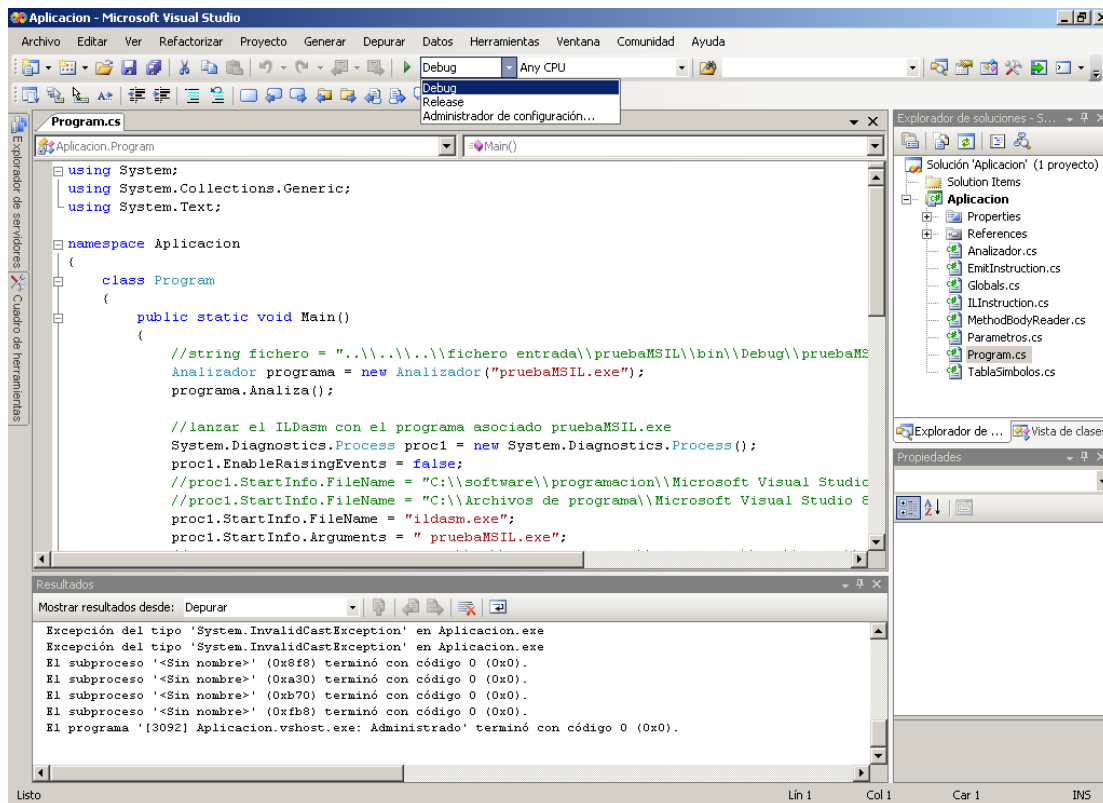 Aplicacion - Microsoft Visual Studio
Archivo Editar Ver Refactorizar Proyecto Generar Depurar Datos Herramientas Ventana Comunidad Ayuda
Debug Any CPU
Debug
Release
Administrador de configuración...
Explorador de servidores
Cuadro de herramientas
Program.cs
Aplicacion.Program Main()
using System;
using System.Collections.Generic;
using System.Text;
namespace Aplicacion
{
class Program
{
public static void Main()
{
//string fichero = "..\\..\\..\\fichero entrada\\pruebaMSIL\\bin\\Debug\\pruebaMS
Analizador programa = new Analizador("pruebaMSIL.exe");
programa.Analiza();
//lanzar el ILDasm con el programa asociado pruebaMSIL.exe
System.Diagnostics.Process proc1 = new System.Diagnostics.Process();
proc1.EnableRaisingEvents = false;
//proc1.StartInfo.FileName = "C:\\software\\programacion\\Microsoft Visual Studio
//proc1.StartInfo.FileName = "C:\\Archivos de programa\\Microsoft Visual Studio 8
proc1.StartInfo.FileName = "ildasm.exe";
proc1.StartInfo.Arguments = " pruebaMSIL.exe";
Explorador de soluciones - S...
Solución 'Aplicacion' (1 proyecto)
Solution Items
Aplicacion
Properties
References
Analizador.cs
EmitInstruction.cs
Globals.cs
ILInstruction.cs
MethodBodyReader.cs
Parametros.cs
Program.cs
TablaSimbolos.cs
Explorador de ... Vista de clases
Propiedades
Resultados
Mostrar resultados desde: Depurar
Excepción del tipo 'System.InvalidCastException' en Aplicacion.exe
Excepción del tipo 'System.InvalidCastException' en Aplicacion.exe
El subproceso '<Sin nombre>' (0x8f8) terminó con código 0 (0x0).
El subproceso '<Sin nombre>' (0xa30) terminó con código 0 (0x0).
El subproceso '<Sin nombre>' (0xb70) terminó con código 0 (0x0).
El subproceso '<Sin nombre>' (0xfb8) terminó con código 0 (0x0).
El programa '[3092] Aplicacion.vshost.exe: Administrado' terminó con código 0 (0x0).
Listo Lín 1 Col 1 Car 1 INS